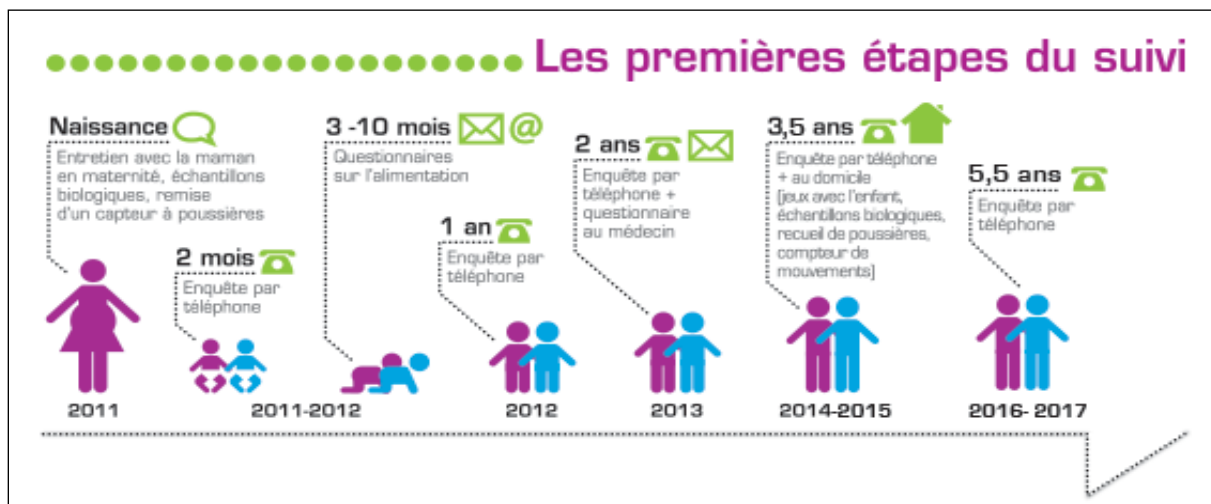 Les premières étapes du suivi
Naissance
Entretien avec la maman
en maternité, échantillons
biologiques, remise
d'un capteur à poussières
2 mois
Enquête par
téléphone
3 -10 mois
@
Questionnaires
sur l'alimentation
1 an
Enquête par
téléphone
2 ans
Enquête par
téléphone +
questionnaire
au médecin
3,5 ans
Enquête par téléphone
+ au domicile
[jeux avec l'enfant,
échantillons biologiques,
recueil de poussières,
compteur de
mouvements]
5,5 ans
Enquête par
téléphone
2011
2011-2012
2012
2013
2014-2015
2016- 2017